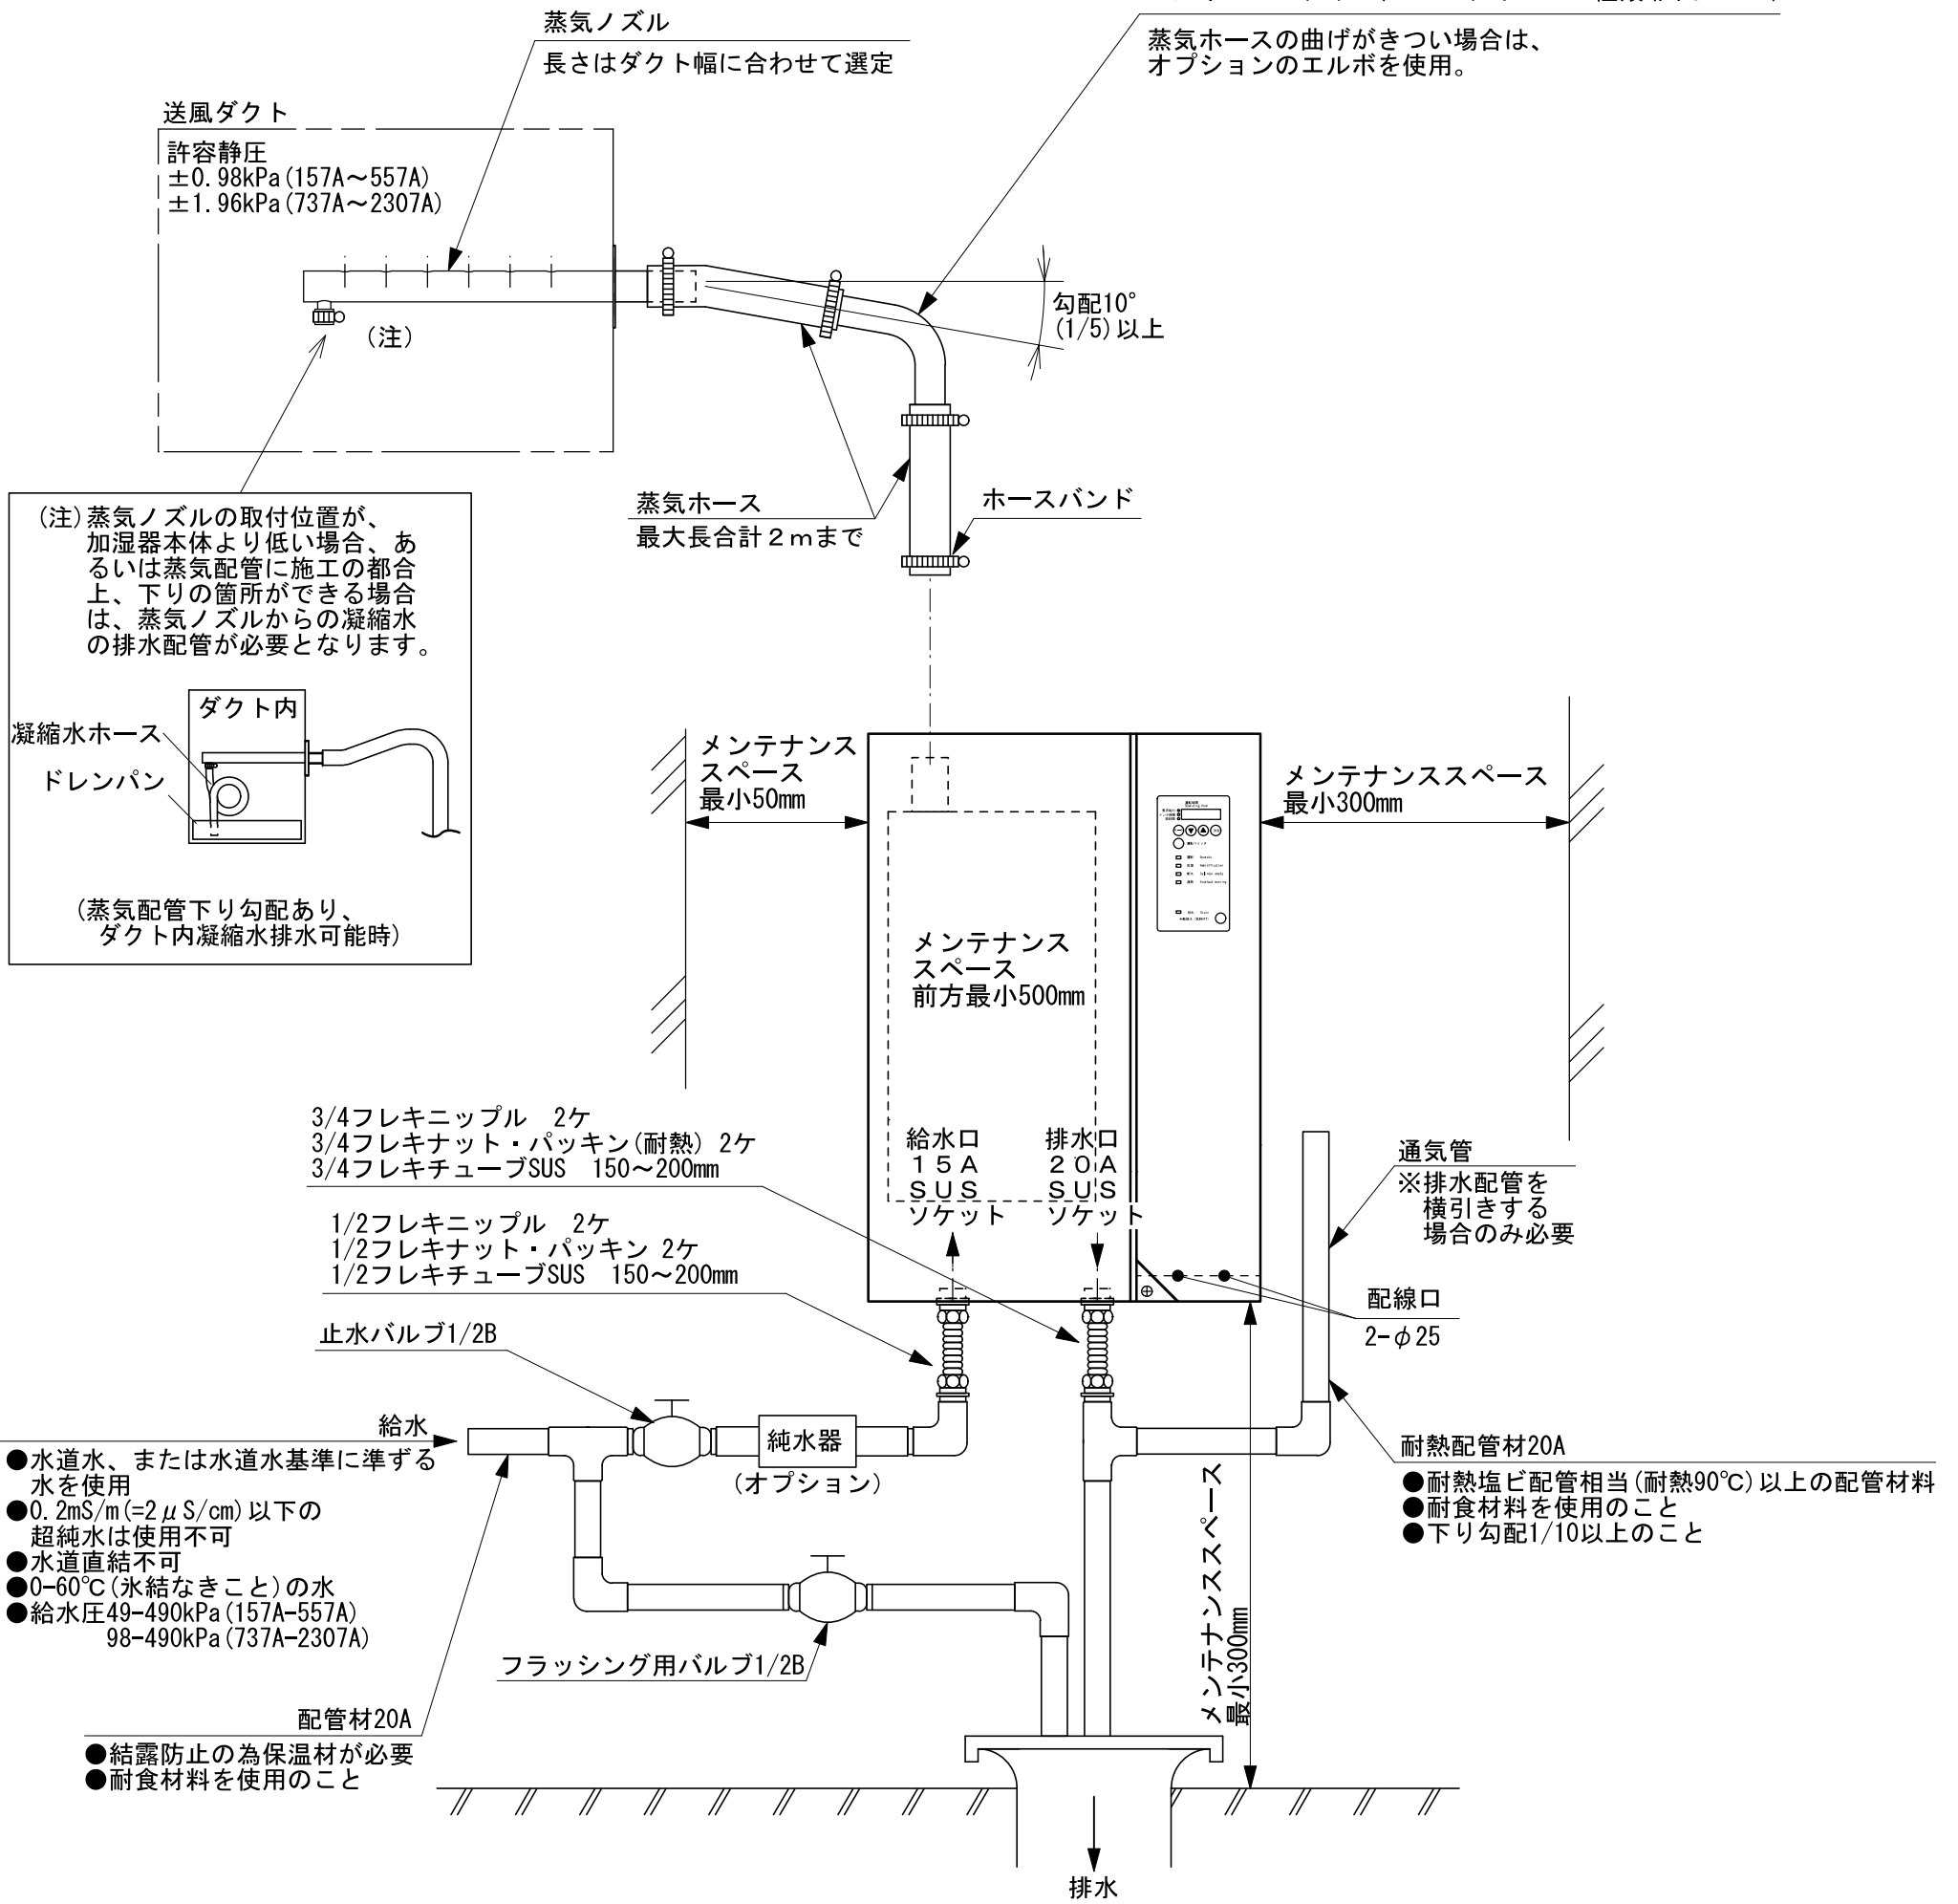 蒸気ノズル
長さはダクト幅に合わせて選定
蒸気ホースの曲げがきつい場合は、
オプションのエルボを使用。
送風ダクト
許容静圧
±0.98kPa(157A〜557A)
±1.96kPa(737A〜2307A)
(注)
勾配10°
(1/5)以上
蒸気ホース
最大長合計2mまで
ホースバンド
(注)蒸気ノズルの取付位置が、
加湿器本体より低い場合、あ
るいは蒸気配管に施工の都合
上、下りの箇所ができる場合
は、蒸気ノズルからの凝縮水
の排水配管が必要となります。
ダクト内
凝縮水ホース
ドレンパン
(蒸気配管下り勾配あり、
ダクト内凝縮水排水可能時)
メンテナンス
スペース
最小50mm
メンテナンススペース
最小300mm
メンテナンス
スペース
前方最小500mm
給水口
15A
SUS
ソケット
排水口
20A
SUS
ソケット
3/4フレキニップル 2ケ
3/4フレキナット・パッキン(耐熱) 2ケ
3/4フレキチューブSUS 150〜200mm
1/2フレキニップル 2ケ
1/2フレキナット・パッキン 2ケ
1/2フレキチューブSUS 150〜200mm
止水バルブ1/2B
通気管
※排水配管を
横引きする
場合のみ必要
配線口
2-φ25
給水
●水道水、または水道水基準に準ずる
水を使用
●0.2mS/m(=2μS/cm)以下の
超純水は使用不可
●水道直結不可
●0-60℃(氷結なきこと)の水
●給水圧49-490kPa(157A-557A)
98-490kPa(737A-2307A)
純水器
(オプション)
耐熱配管材20A
●耐熱塩ビ配管相当(耐熱90℃)以上の配管材料
●耐食材料を使用のこと
●下り勾配1/10以上のこと
メンテナンススペース
最小300mm
フラッシング用バルブ1/2B
配管材20A
●結露防止の為保温材が必要
●耐食材料を使用のこと
排水